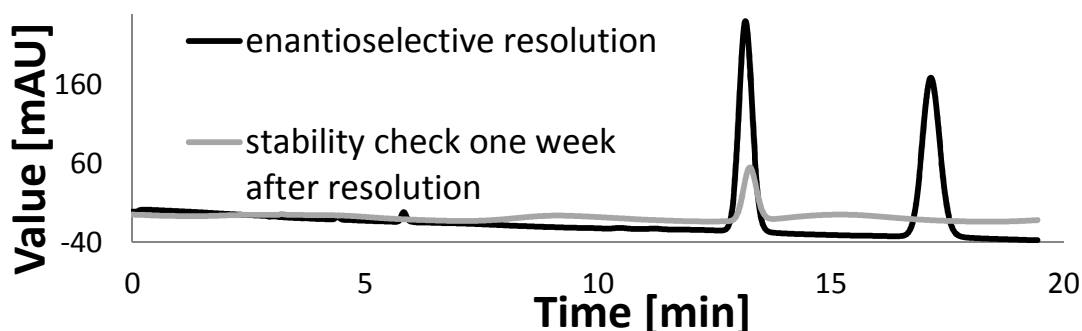 Value [mAU]
160
60
-40
enantioselective resolution
stability check one week
after resolution
0 5 10 15 20
Time [min]